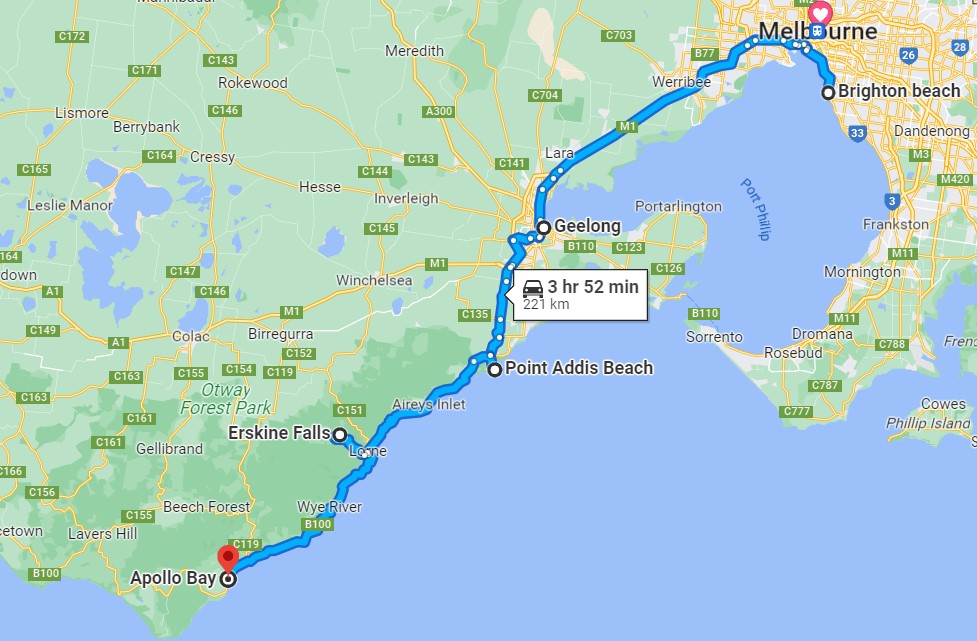 M2
C172
C703
Melbourne
C143
Meredith
B77
26
28
C171
Rokewood
Werribee
Brighton beach
C704
Lismore
C146
A300
M1
Berrybank
33
Dandenong
C164
Cressy
C143
C141
Lara
M3
C165
C144
M420
Hesse
Inverleigh
Port Phillip
3
Leslie Manor
Portarlington
Geelong
C145
Frankston
B110
C123
164
M11
M1
C126
down
C147
Winchelsea
3 hr 52 min
221 km
Mornington
A1
C146
M1
C135
B110
M11
C149
Birregurra
Sorrento
Dromana
A1
Colac
C788
Rosebud
C152
C163
C155
C154
C119
Point Addis Beach
C777
C787
C163
Otway
Forest Park
Aireys Inlet
Cowes
C161
C151
Phillip Island
Erskine Falls
C161
Gellibrand
Lorne
C166
C156
Beech Forest
Wye River
C155
B100
cetown
Lavers Hill
C119
B100
Apollo Bay